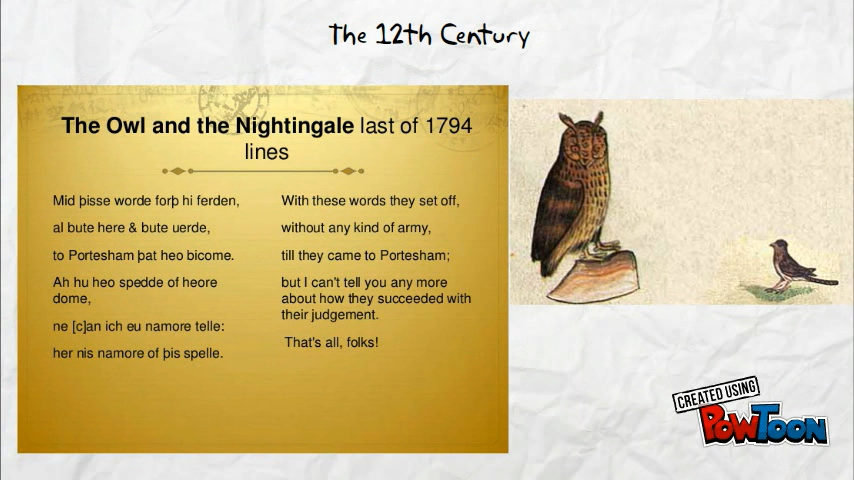 The 12th Century
The Owl and the Nightingale last of 1794
lines
Mid þisse worde forþ hi ferden,
al bute here & bute uerde,
to Portesham þat heo bicome.
Ah hu heo spedde of heore
dome,
ne [c]an ich eu namore telle:
her nis namore of þis spelle.
With these words they set off,
without any kind of army,
till they came to Portesham;
but I can't tell you any more
about how they succeeded with
their judgement.
That's all, folks!
CREATED USING
POWTOON